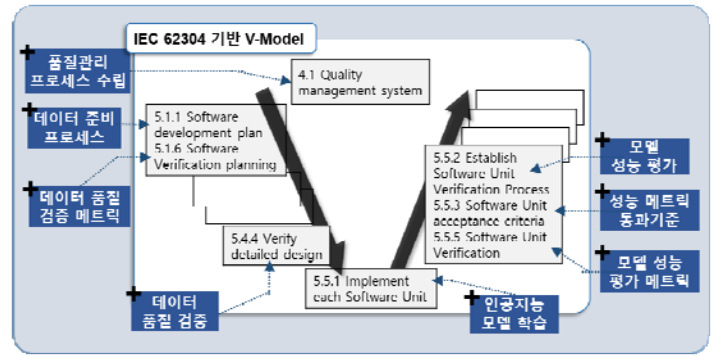 IEC 62304 기반 V-Model
품질관리
프로세스 수립
4.1 Quality
management system
데이터 준비
프로세스
5.1.1 Software
development plan
5.1.6 Software
Verification planning
데이터 품질
검증 메트릭
5.4.4 Verify
detailed design
데이터
품질 검증
5.5.1 Implement
each Software Unit
인공지능
모델 학습
5.5.2 Establish
Software Unit
Verification Process
5.5.3 Software Unit
acceptance criteria
5.5.5 Software Unit
Verification
모델
성능 평가
성능 메트릭
통과기준
모델 성능
평가 메트릭